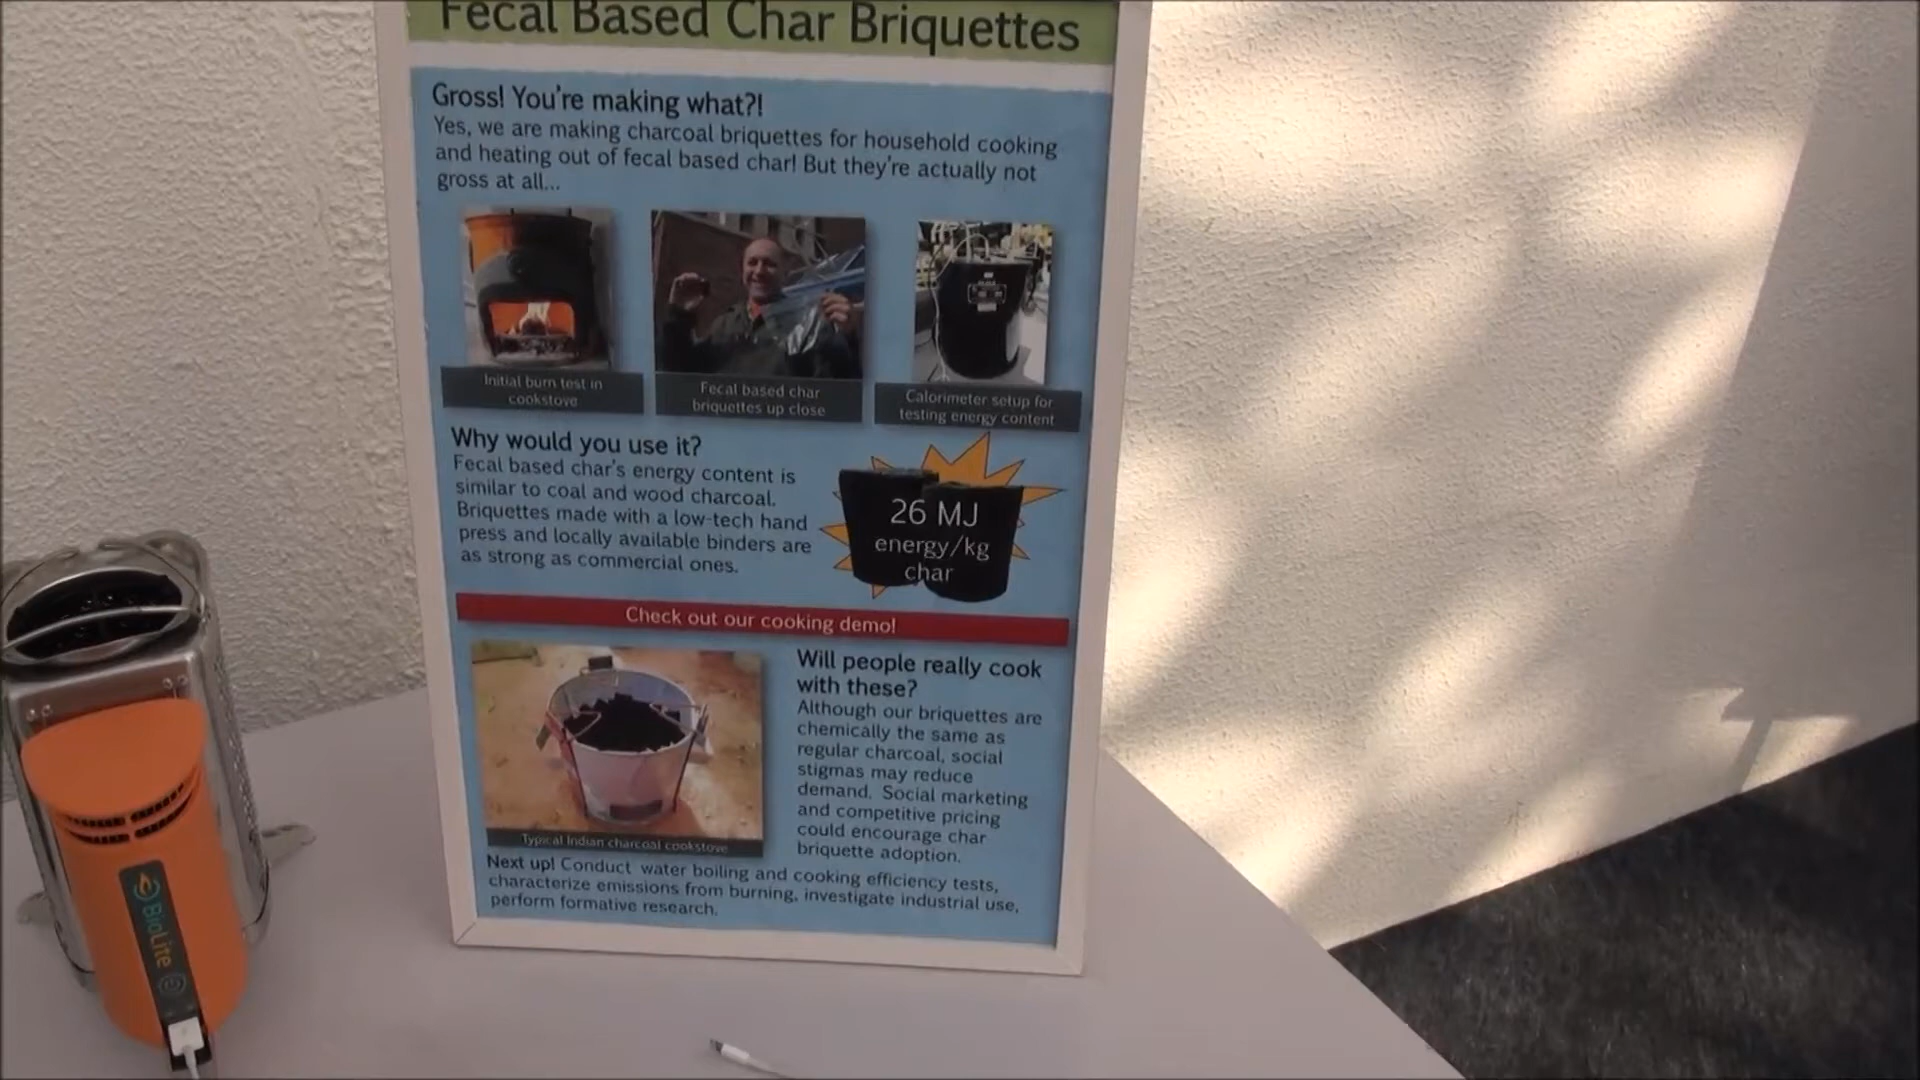 Fecal Based Char Briquettes
Gross! You're making what?!
Yes, we are making charcoal briquettes for household cooking
and heating out of fecal based char! But they're actually not
gross at all...
Initial burn test in
cookstove
Fecal based char
briquettes up close
Calorimeter setup for
testing energy content
Why would you use it?
Fecal based char's energy content is
similar to coal and wood charcoal.
Briquettes made with a low-tech hand
press and locally available binders are
as strong as commercial ones.
26 MJ
energy/kg
char
Check out our cooking demo!
Typical Indian charcoal cookstove
Will people really cook
with these?
Although our briquettes are
chemically the same as
regular charcoal, social
stigmas may reduce
demand. Social marketing
and competitive pricing
could encourage char
briquette adoption.
Next up! Conduct water boiling and cooking efficiency tests,
characterize emissions from burning, investigate industrial use,
perform formative research.
BioLite